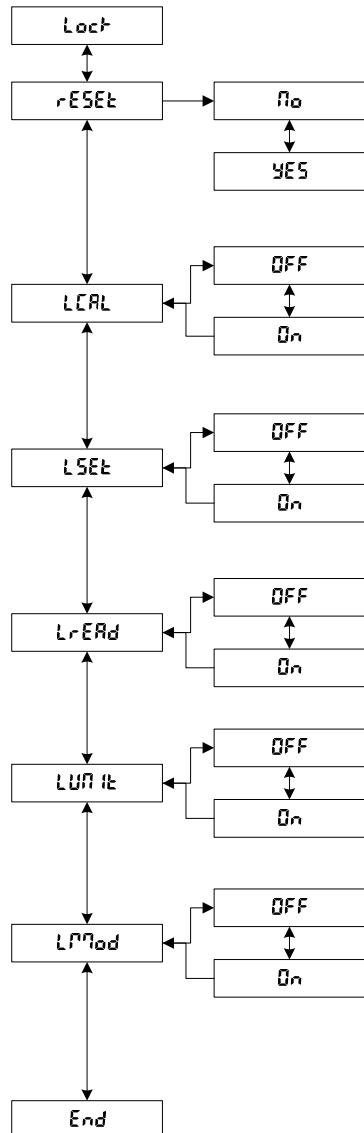 Lock
rESEt
No
YES
LCAL
OFF
On
LSEt
OFF
On
LrEAd
OFF
On
LUNIt
OFF
On
LMod
OFF
On
End